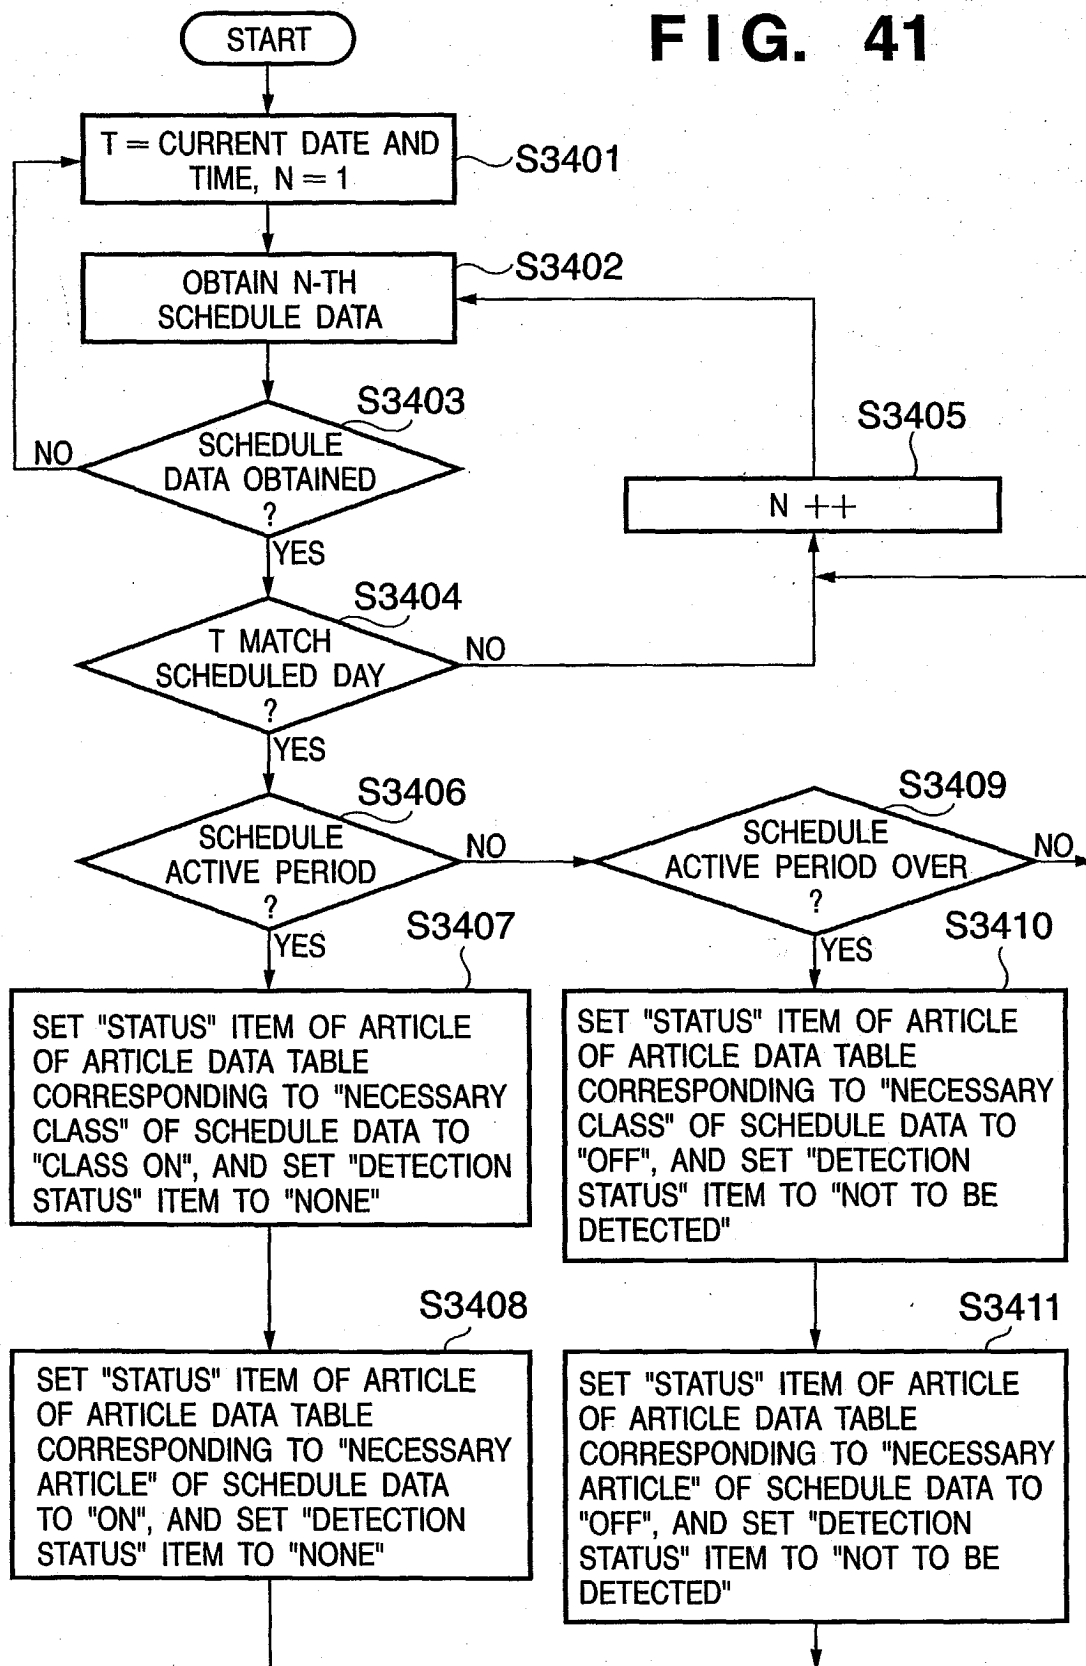 FIG. 41
START
T = CURRENT DATE AND
TIME, N = 1
S3401
OBTAIN N-TH
SCHEDULE DATA
S3402
S3403
SCHEDULE
DATA OBTAINED
?
NO
YES
S3405
N ++
S3404
T MATCH
SCHEDULED DAY
?
NO
YES
S3406
SCHEDULE
ACTIVE PERIOD
?
NO
YES
S3409
SCHEDULE
ACTIVE PERIOD OVER
?
NO
YES
S3407
SET "STATUS" ITEM OF ARTICLE
OF ARTICLE DATA TABLE
CORRESPONDING TO "NECESSARY
CLASS" OF SCHEDULE DATA TO
"CLASS ON", AND SET "DETECTION
STATUS" ITEM TO "NONE"
S3410
SET "STATUS" ITEM OF ARTICLE
OF ARTICLE DATA TABLE
CORRESPONDING TO "NECESSARY
CLASS" OF SCHEDULE DATA TO
"OFF", AND SET "DETECTION
STATUS" ITEM TO "NOT TO BE
DETECTED"
S3408
SET "STATUS" ITEM OF ARTICLE
OF ARTICLE DATA TABLE
CORRESPONDING TO "NECESSARY
ARTICLE" OF SCHEDULE DATA
TO "ON", AND SET "DETECTION
STATUS" ITEM TO "NONE"
S3411
SET "STATUS" ITEM OF ARTICLE
OF ARTICLE DATA TABLE
CORRESPONDING TO "NECESSARY
ARTICLE" OF SCHEDULE DATA TO
"OFF", AND SET "DETECTION
STATUS" ITEM TO "NOT TO BE
DETECTED"